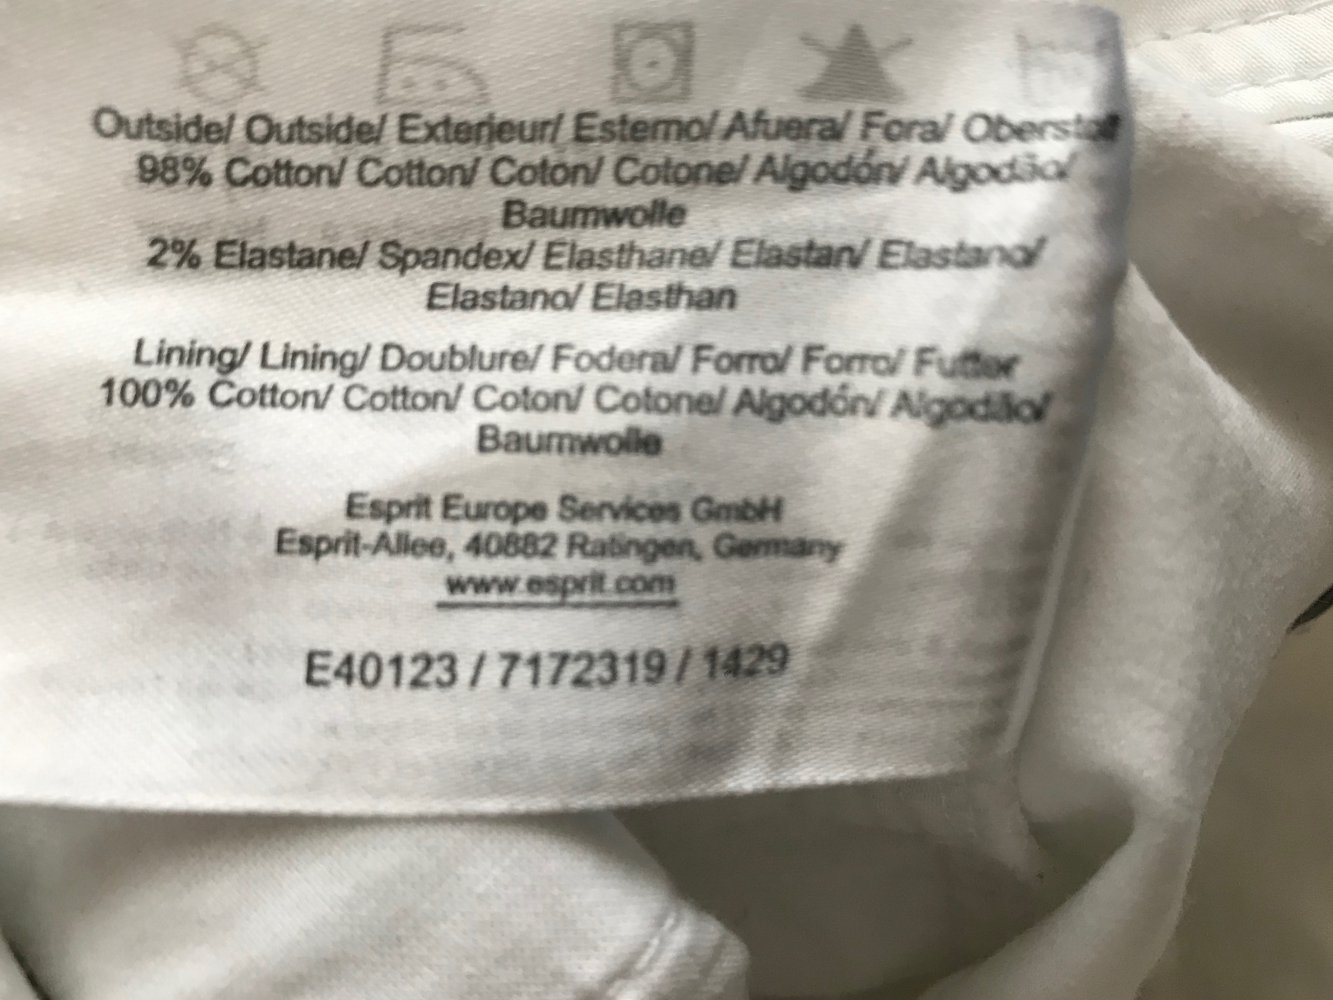 Outside/ Outside/ Exterieur/ Esterno/ Afuera/ Fora/ Oberstoff
98% Cotton/ Cotton/ Coton/ Cotone/ Algodón/ Algodão/
Baumwolle
2% Elastane/ Spandex/ Elasthane/ Elastan/ Elastano/
Elastano/ Elasthan
Lining/ Lining/ Doublure/ Fodera/ Forro/ Forro/ Futter
100% Cotton/ Cotton/ Coton/ Cotone/ Algodón/ Algodão/
Baumwolle
Esprit Europe Services GmbH
Esprit-Allee, 40882 Ratingen, Germany
www.esprit.com
E40123 / 7172319 / 1429